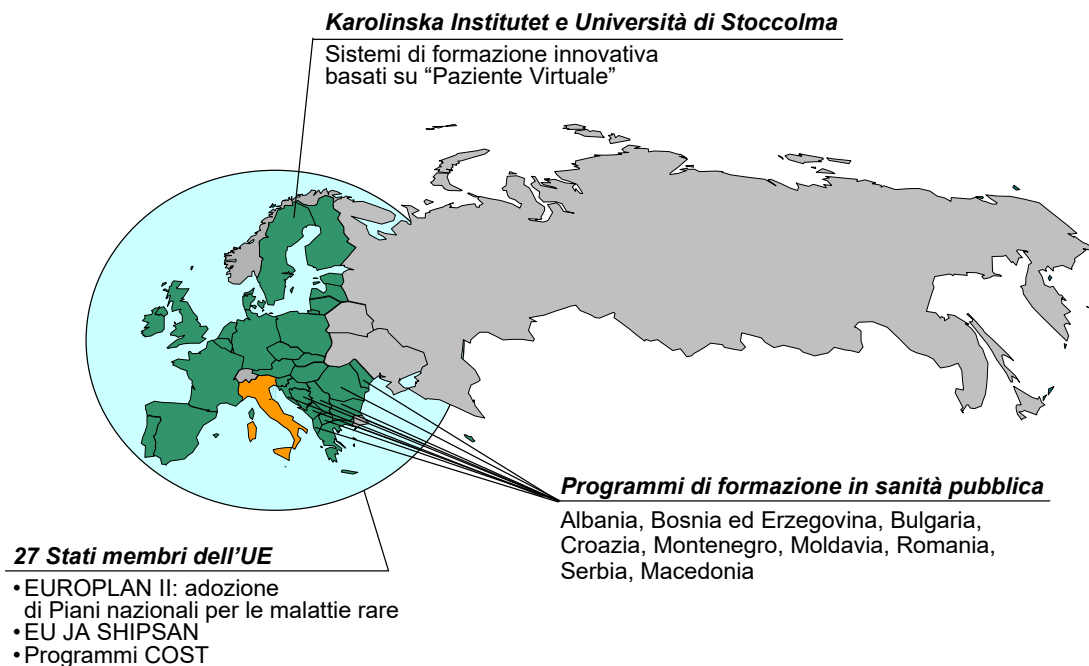 Karolinska Institutet e Università di Stoccolma
Sistemi di formazione innovativa
basati su “Paziente Virtuale”
Programmi di formazione in sanità pubblica
Albania, Bosnia ed Erzegovina, Bulgaria,
Croazia, Montenegro, Moldavia, Romania,
Serbia, Macedonia
27 Stati membri dell’UE
•EUROPLAN II: adozione
di Piani nazionali per le malattie rare
•EU JA SHIPSAN
•Programmi COST